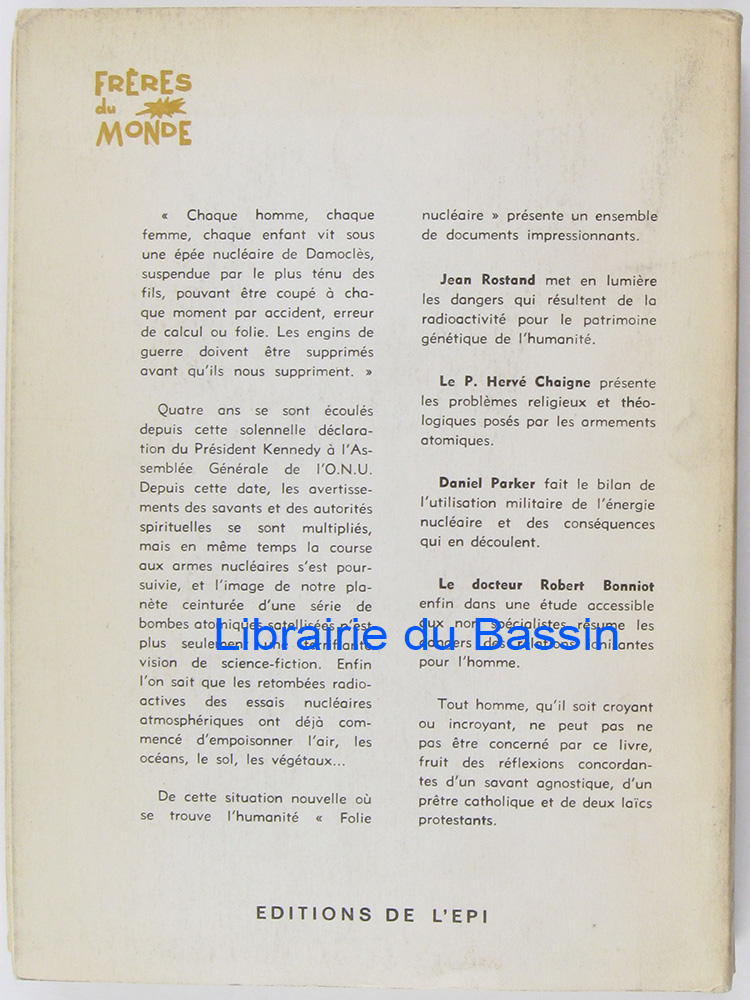 FRÈRES
du
MONDE
« Chaque homme, chaque
femme, chaque enfant vit sous
une épée nucléaire de Damoclès,
suspendue par le plus ténu des
fils, pouvant être coupé à cha-
que moment par accident, erreur
de calcul ou folie. Les engins de
guerre doivent être supprimés
avant qu'ils nous suppriment. »
Quatre ans se sont écoulés
depuis cette solennelle déclara-
tion du Président Kennedy à l'As-
semblée Générale de l'O.N.U.
Depuis cette date, les avertisse-
ments des savants et des autorités
spirituelles se sont multipliés,
mais en même temps la course
aux armes nucléaires s'est pour-
suivie, et l'image de notre pla-
nète ceinturée d'une série de
bombes atomiques satellisées n'est
plus seulement une terrifiante
vision de science-fiction. Enfin
l'on sait que les retombées radio-
actives des essais nucléaires
atmosphériques ont déjà com-
mencé d'empoisonner l'air, les
océans, le sol, les végétaux...
De cette situation nouvelle où
se trouve l'humanité « Folie
nucléaire » présente un ensemble
de documents impressionnants.
Jean Rostand met en lumière
les dangers qui résultent de la
radioactivité pour le patrimoine
génétique de l'humanité.
Le P. Hervé Chaigne présente
les problèmes religieux et théo-
logiques posés par les armements
atomiques.
Daniel Parker fait le bilan de
l'utilisation militaire de l'énergie
nucléaire et des conséquences
qui en découlent.
Le docteur Robert Bonniot
enfin dans une étude accessible
aux non spécialistes résume les
dangers des radiations ionisantes
pour l'homme.
Tout homme, qu'il soit croyant
ou incroyant, ne peut pas ne
pas être concerné par ce livre,
fruit des réflexions concordan-
tes d'un savant agnostique, d'un
prêtre catholique et de deux laïcs
protestants.
Librairie du Bassin
EDITIONS DE L'EPI